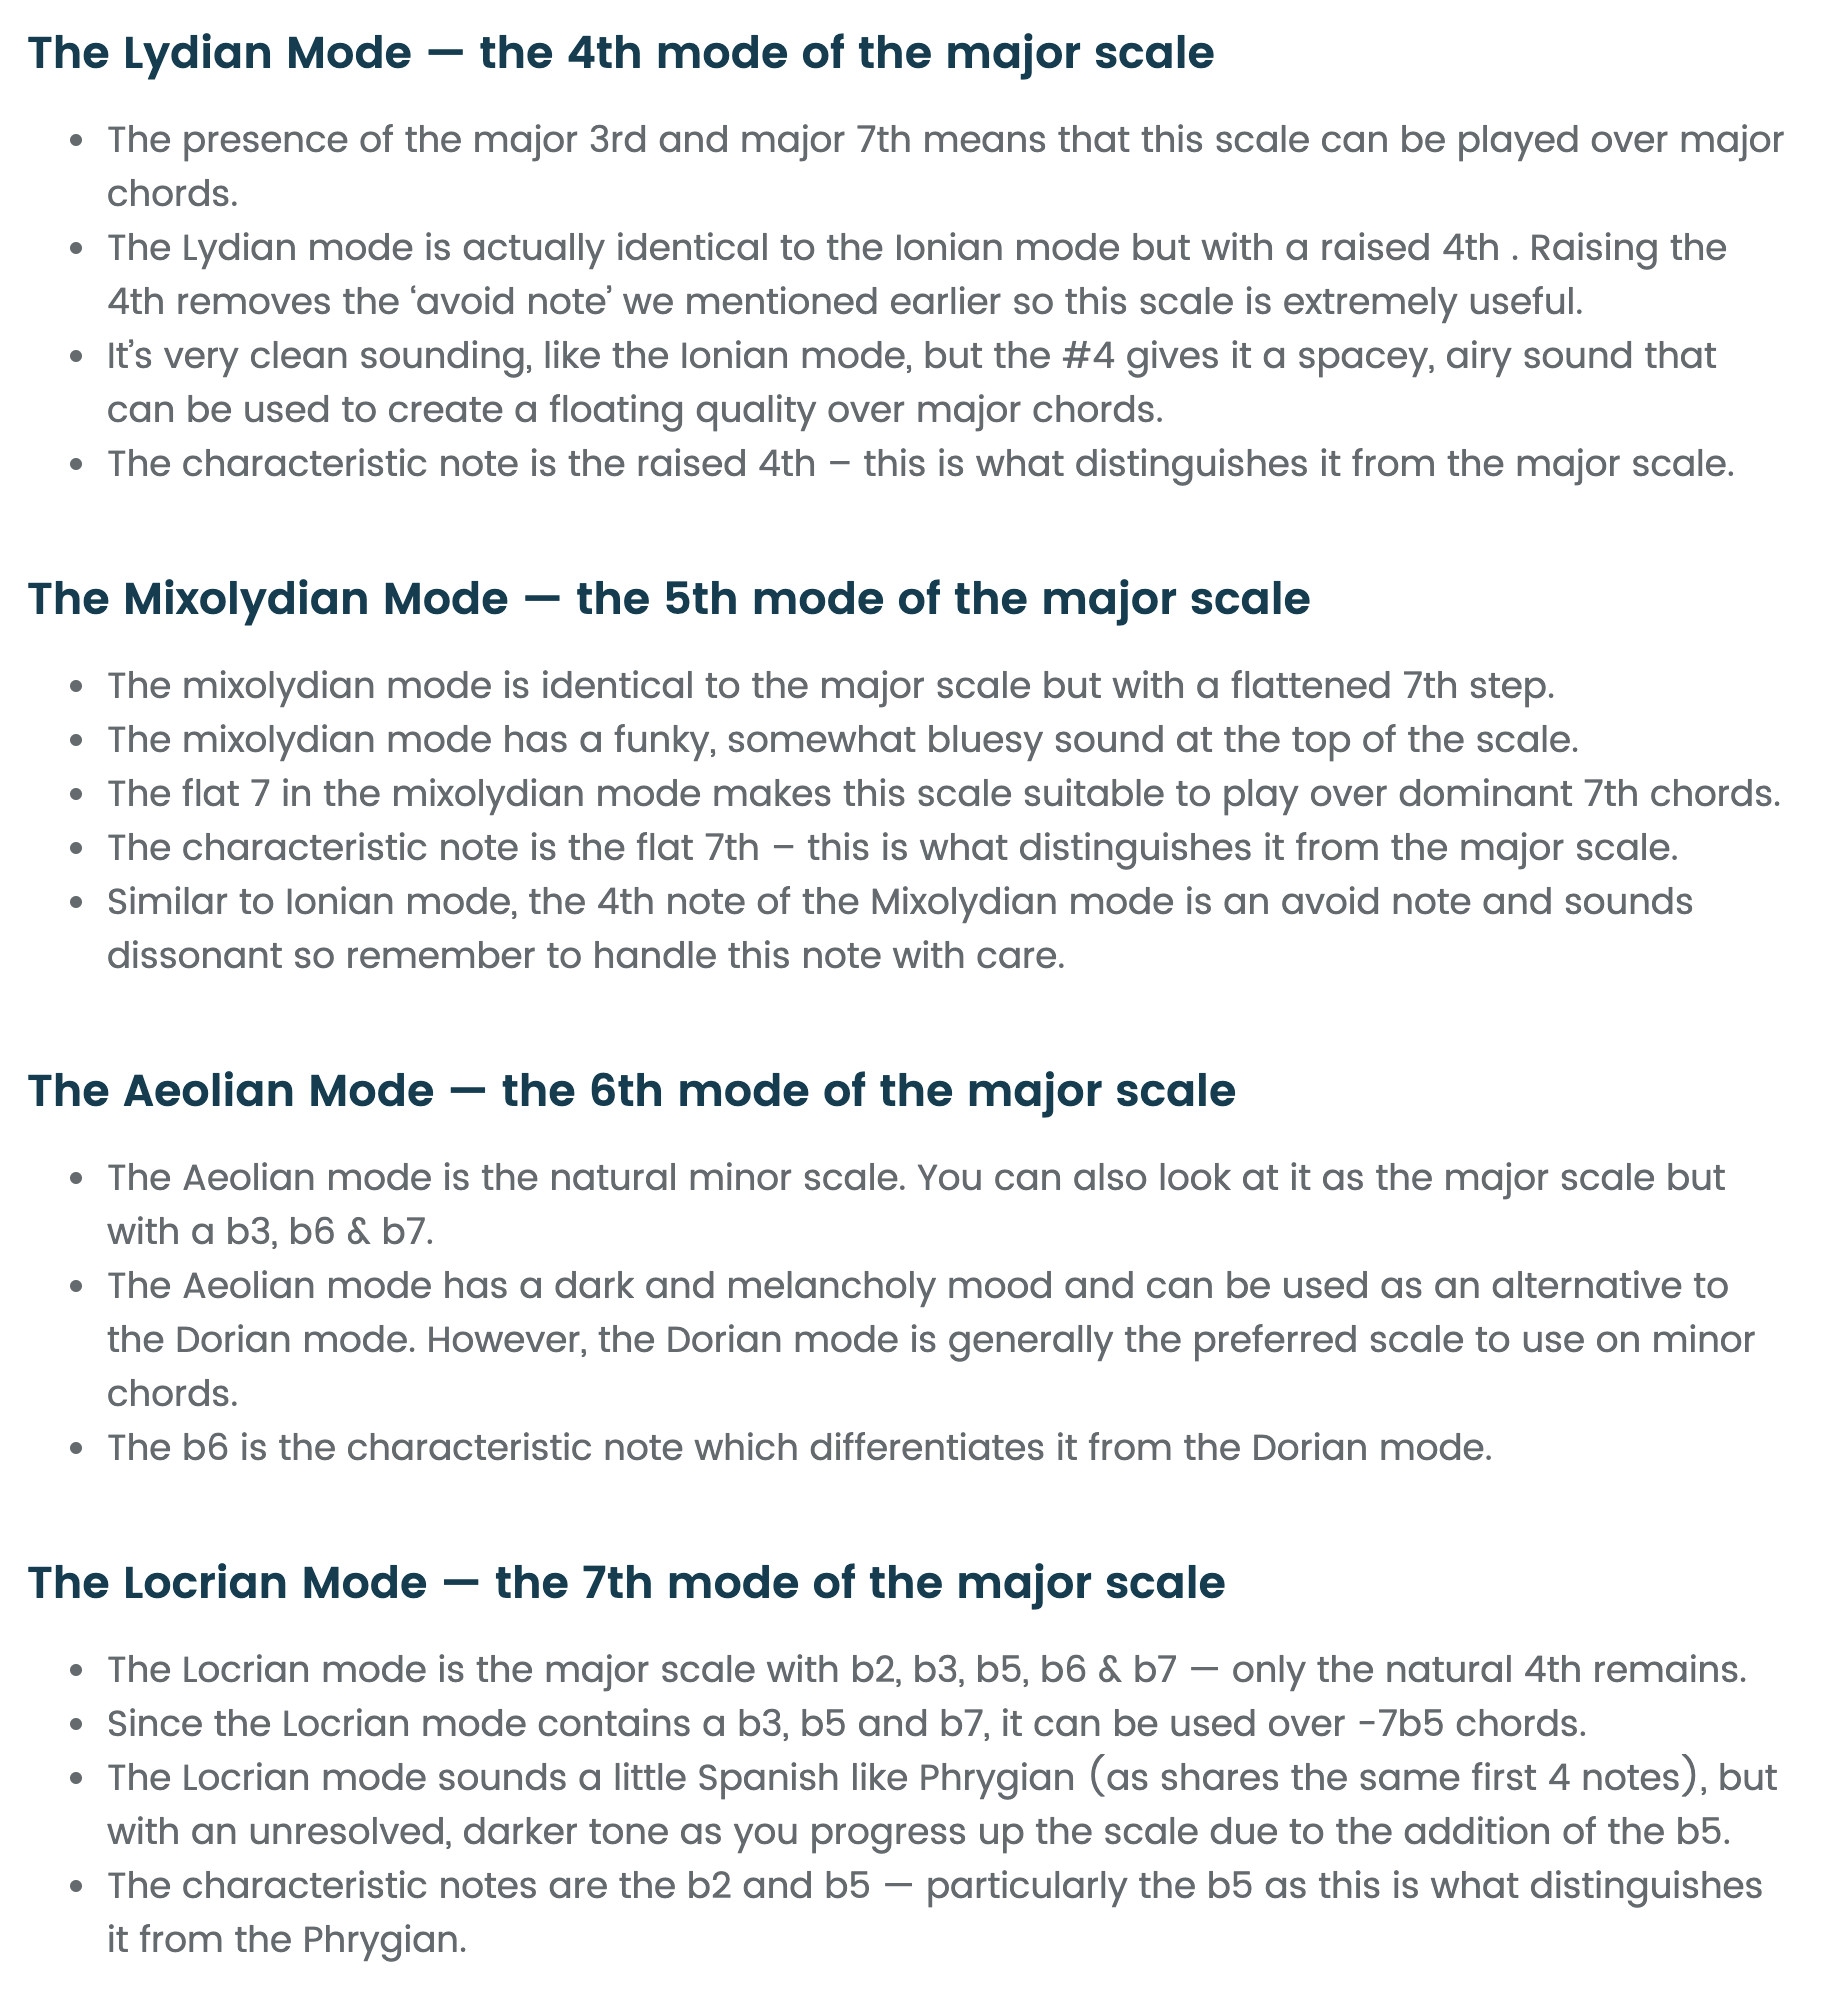 The Lydian Mode — the 4th mode of the major scale
• The presence of the major 3rd and major 7th means that this scale can be played over major
chords.
• The Lydian mode is actually identical to the Ionian mode but with a raised 4th . Raising the
4th removes the ‘avoid note’ we mentioned earlier so this scale is extremely useful.
• It’s very clean sounding, like the Ionian mode, but the #4 gives it a spacey, airy sound that
can be used to create a floating quality over major chords.
• The characteristic note is the raised 4th – this is what distinguishes it from the major scale.
The Mixolydian Mode — the 5th mode of the major scale
• The mixolydian mode is identical to the major scale but with a flattened 7th step.
• The mixolydian mode has a funky, somewhat bluesy sound at the top of the scale.
• The flat 7 in the mixolydian mode makes this scale suitable to play over dominant 7th chords.
• The characteristic note is the flat 7th – this is what distinguishes it from the major scale.
• Similar to Ionian mode, the 4th note of the Mixolydian mode is an avoid note and sounds
dissonant so remember to handle this note with care.
The Aeolian Mode — the 6th mode of the major scale
• The Aeolian mode is the natural minor scale. You can also look at it as the major scale but
with a b3, b6 & b7.
• The Aeolian mode has a dark and melancholy mood and can be used as an alternative to
the Dorian mode. However, the Dorian mode is generally the preferred scale to use on minor
chords.
• The b6 is the characteristic note which differentiates it from the Dorian mode.
The Locrian Mode — the 7th mode of the major scale
• The Locrian mode is the major scale with b2, b3, b5, b6 & b7 — only the natural 4th remains.
• Since the Locrian mode contains a b3, b5 and b7, it can be used over -7b5 chords.
• The Locrian mode sounds a little Spanish like Phrygian (as shares the same first 4 notes), but
with an unresolved, darker tone as you progress up the scale due to the addition of the b5.
• The characteristic notes are the b2 and b5 — particularly the b5 as this is what distinguishes
it from the Phrygian.